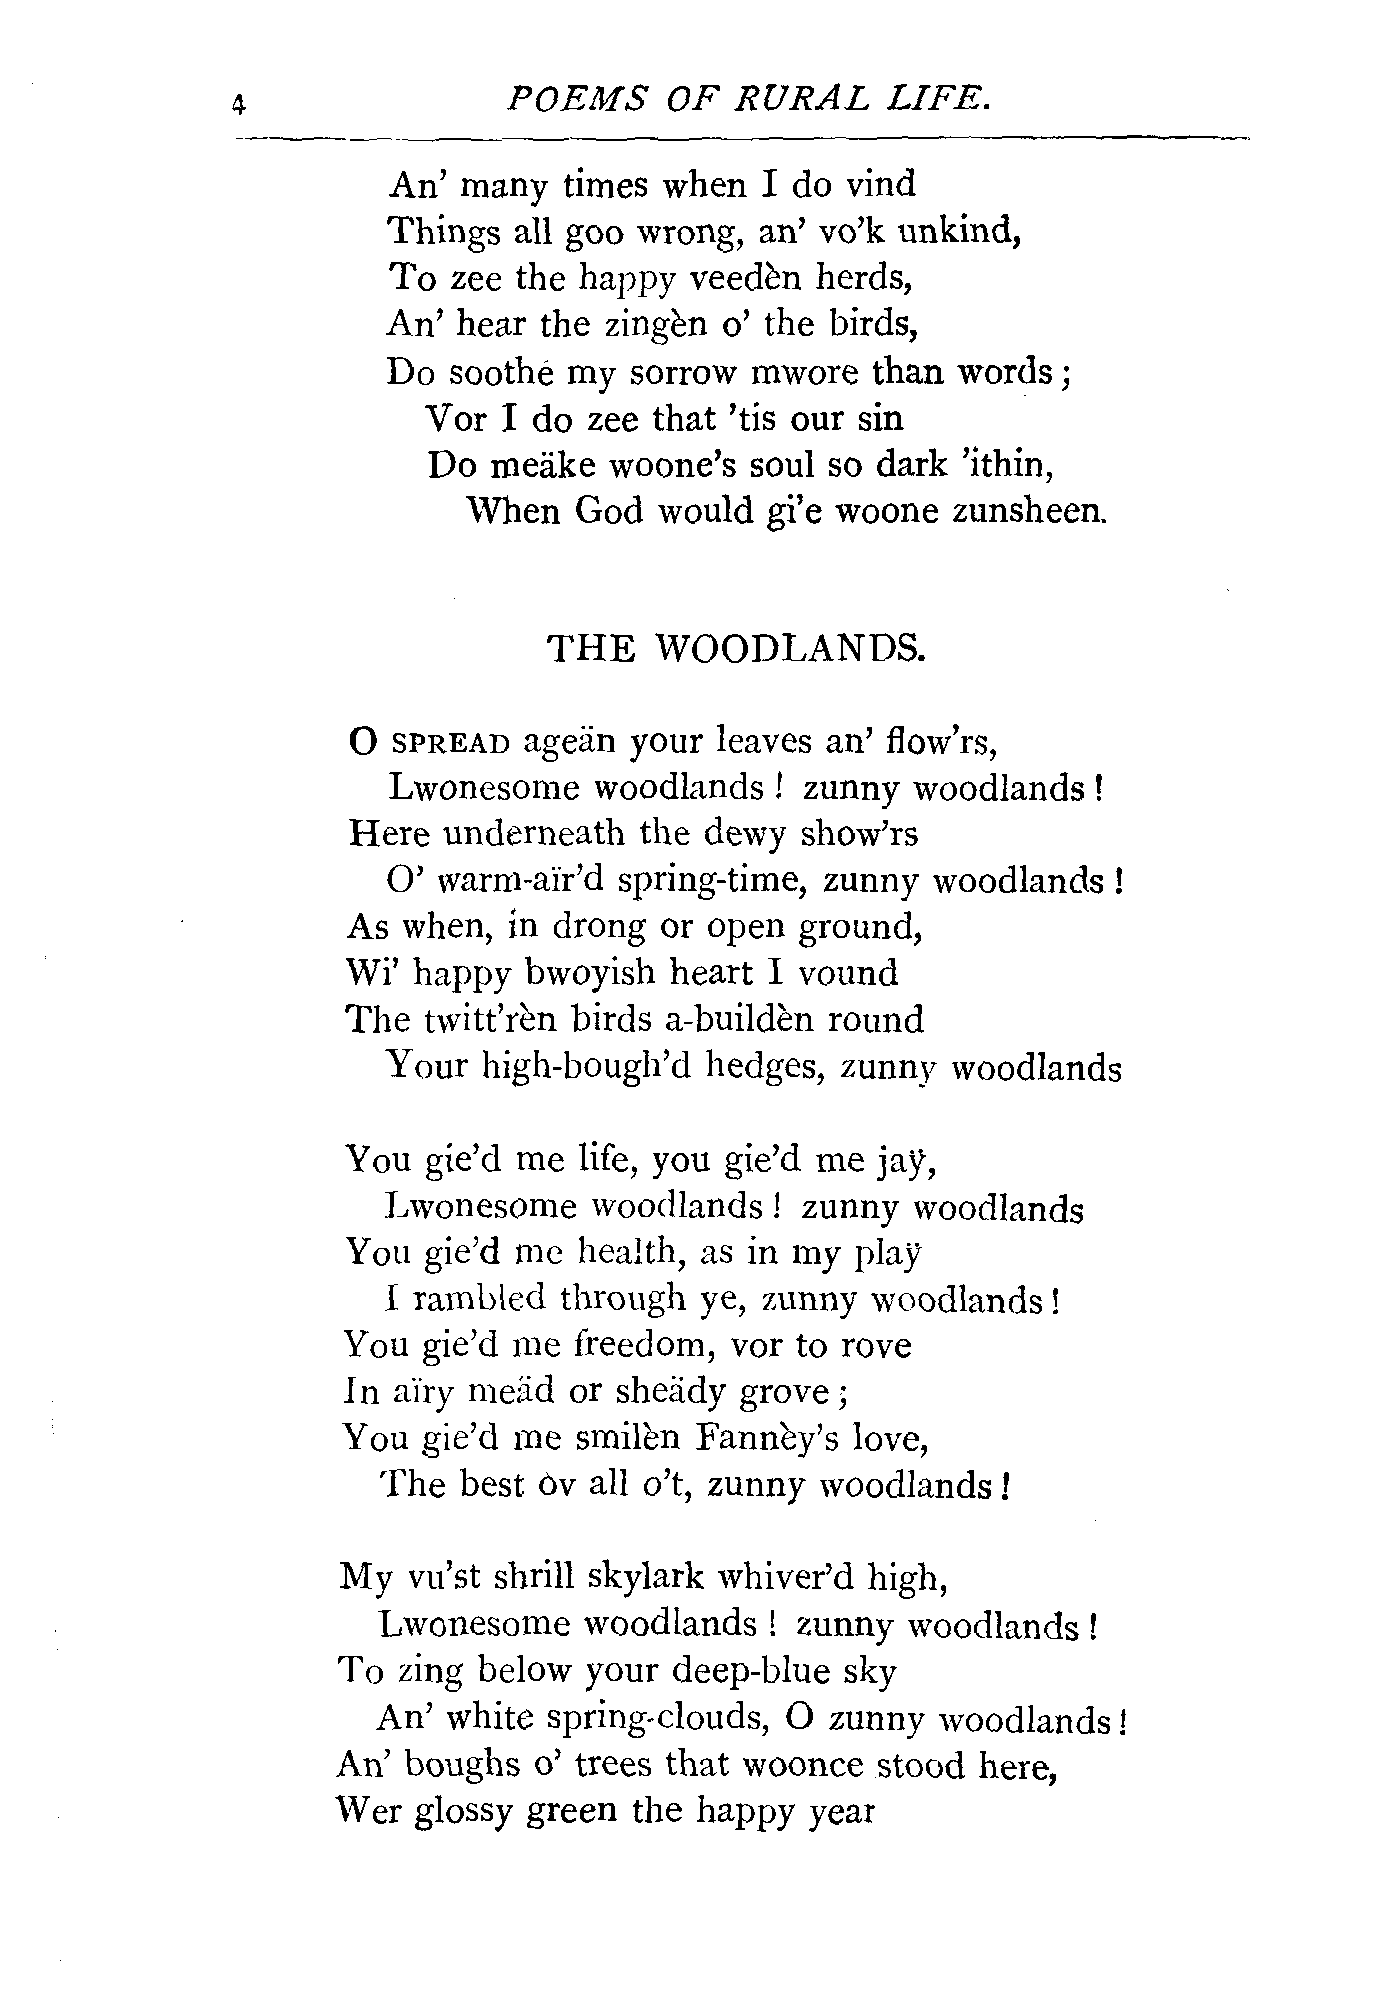 4 POEMS OF RURAL LIFE.
An' many times when I do vind
Things all goo wrong, an' vo'k unkind,
To zee the happy veedèn herds,
An' hear the zingèn o' the birds,
Do soothe my sorrow mwore than words;
Vor I do zee that 'tis our sin
Do meäke woone's soul so dark 'ithin,
When God would gi'e woone zunsheen.
THE WOODLANDS.
O SPREAD ageän your leaves an' flow'rs,
Lwonesome woodlands! zunny woodlands!
Here underneath the dewy show'rs
O' warm-aïr'd spring-time, zunny woodlands!
As when, in drong or open ground,
Wi' happy bwoyish heart I vound
The twitt'rèn birds a-buildèn round
Your high-bough'd hedges, zunny woodlands
You gie'd me life, you gie'd me jaÿ,
Lwonesome woodlands! zunny woodlands
You gie'd me health, as in my plaÿ
I rambled through ye, zunny woodlands!
You gie'd me freedom, vor to rove
In aïry meäd or sheädy grove;
You gie'd me smilèn Fannèy's love,
The best òv all o't, zunny woodlands!
My vu'st shrill skylark whiver'd high,
Lwonesome woodlands! zunny woodlands!
To zing below your deep-blue sky
An' white spring-clouds, O zunny woodlands!
An' boughs o' trees that woonce stood here,
Wer glossy green the happy year